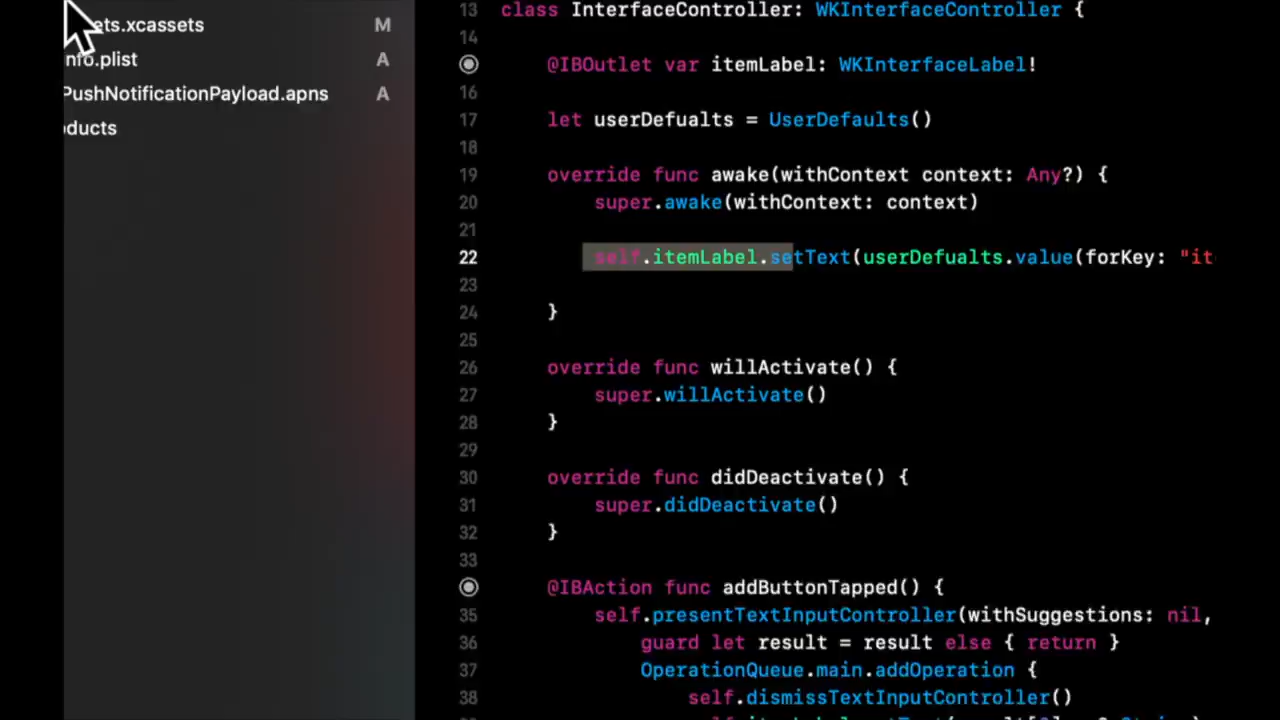 ets.xcassets M
nfo.plist A
PushNotificationPayload.apns A
oducts
13 class InterfaceController: WKInterfaceController {
14
@IBOutlet var itemLabel: WKInterfaceLabel!
16
17 let userDefualts = UserDefaults()
18
19 override func awake(withContext context: Any?) {
20 super.awake(withContext: context)
21
22 self.itemLabel.setText(userDefualts.value(forKey: "it
23
24 }
25
26 override func willActivate() {
27 super.willActivate()
28 }
29
30 override func didDeactivate() {
31 super.didDeactivate()
32 }
33
@IBAction func addButtonTapped() {
35 self.presentTextInputController(withSuggestions: nil,
36 guard let result = result else { return }
37 OperationQueue.main.addOperation {
38 self.dismissTextInputController()